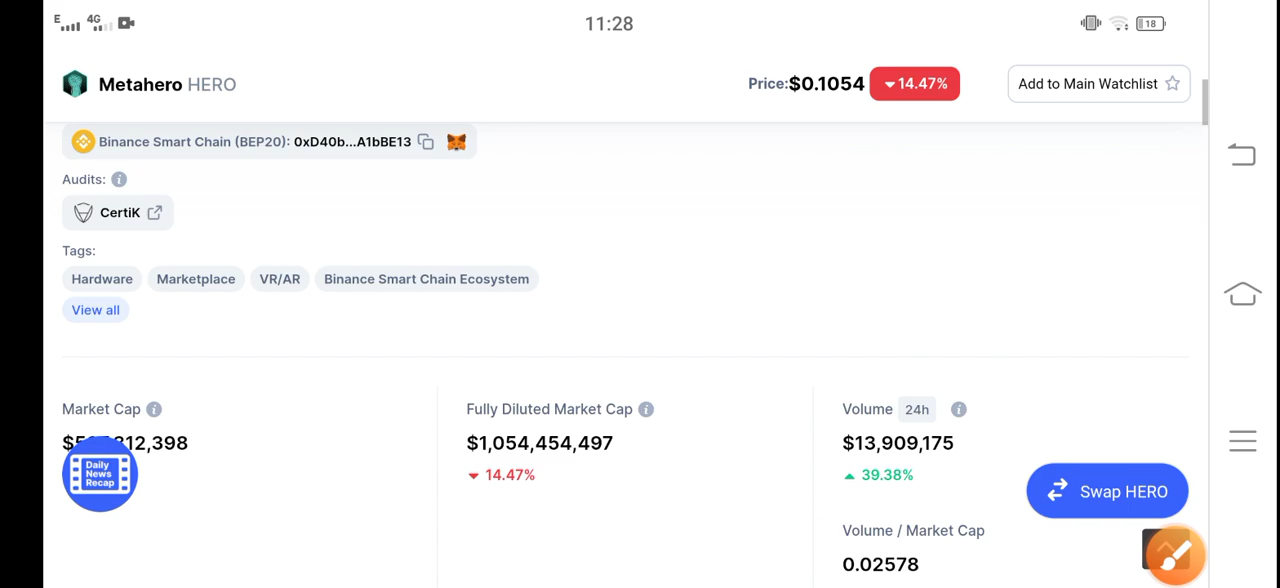 E 4G 11:28 18
Metahero HERO Price:$0.1054 14.47% Add to Main Watchlist
Binance Smart Chain (BEP20): 0xD40b...A1bBE13
Audits:
CertiK
Tags:
Hardware Marketplace VR/AR Binance Smart Chain Ecosystem
View all
Market Cap Fully Diluted Market Cap Volume 24h
12,398 $1,054,454,497 $13,909,175
14.47% 39.38%
Daily
News
Recap
Swap HERO
Volume / Market Cap
0.02578